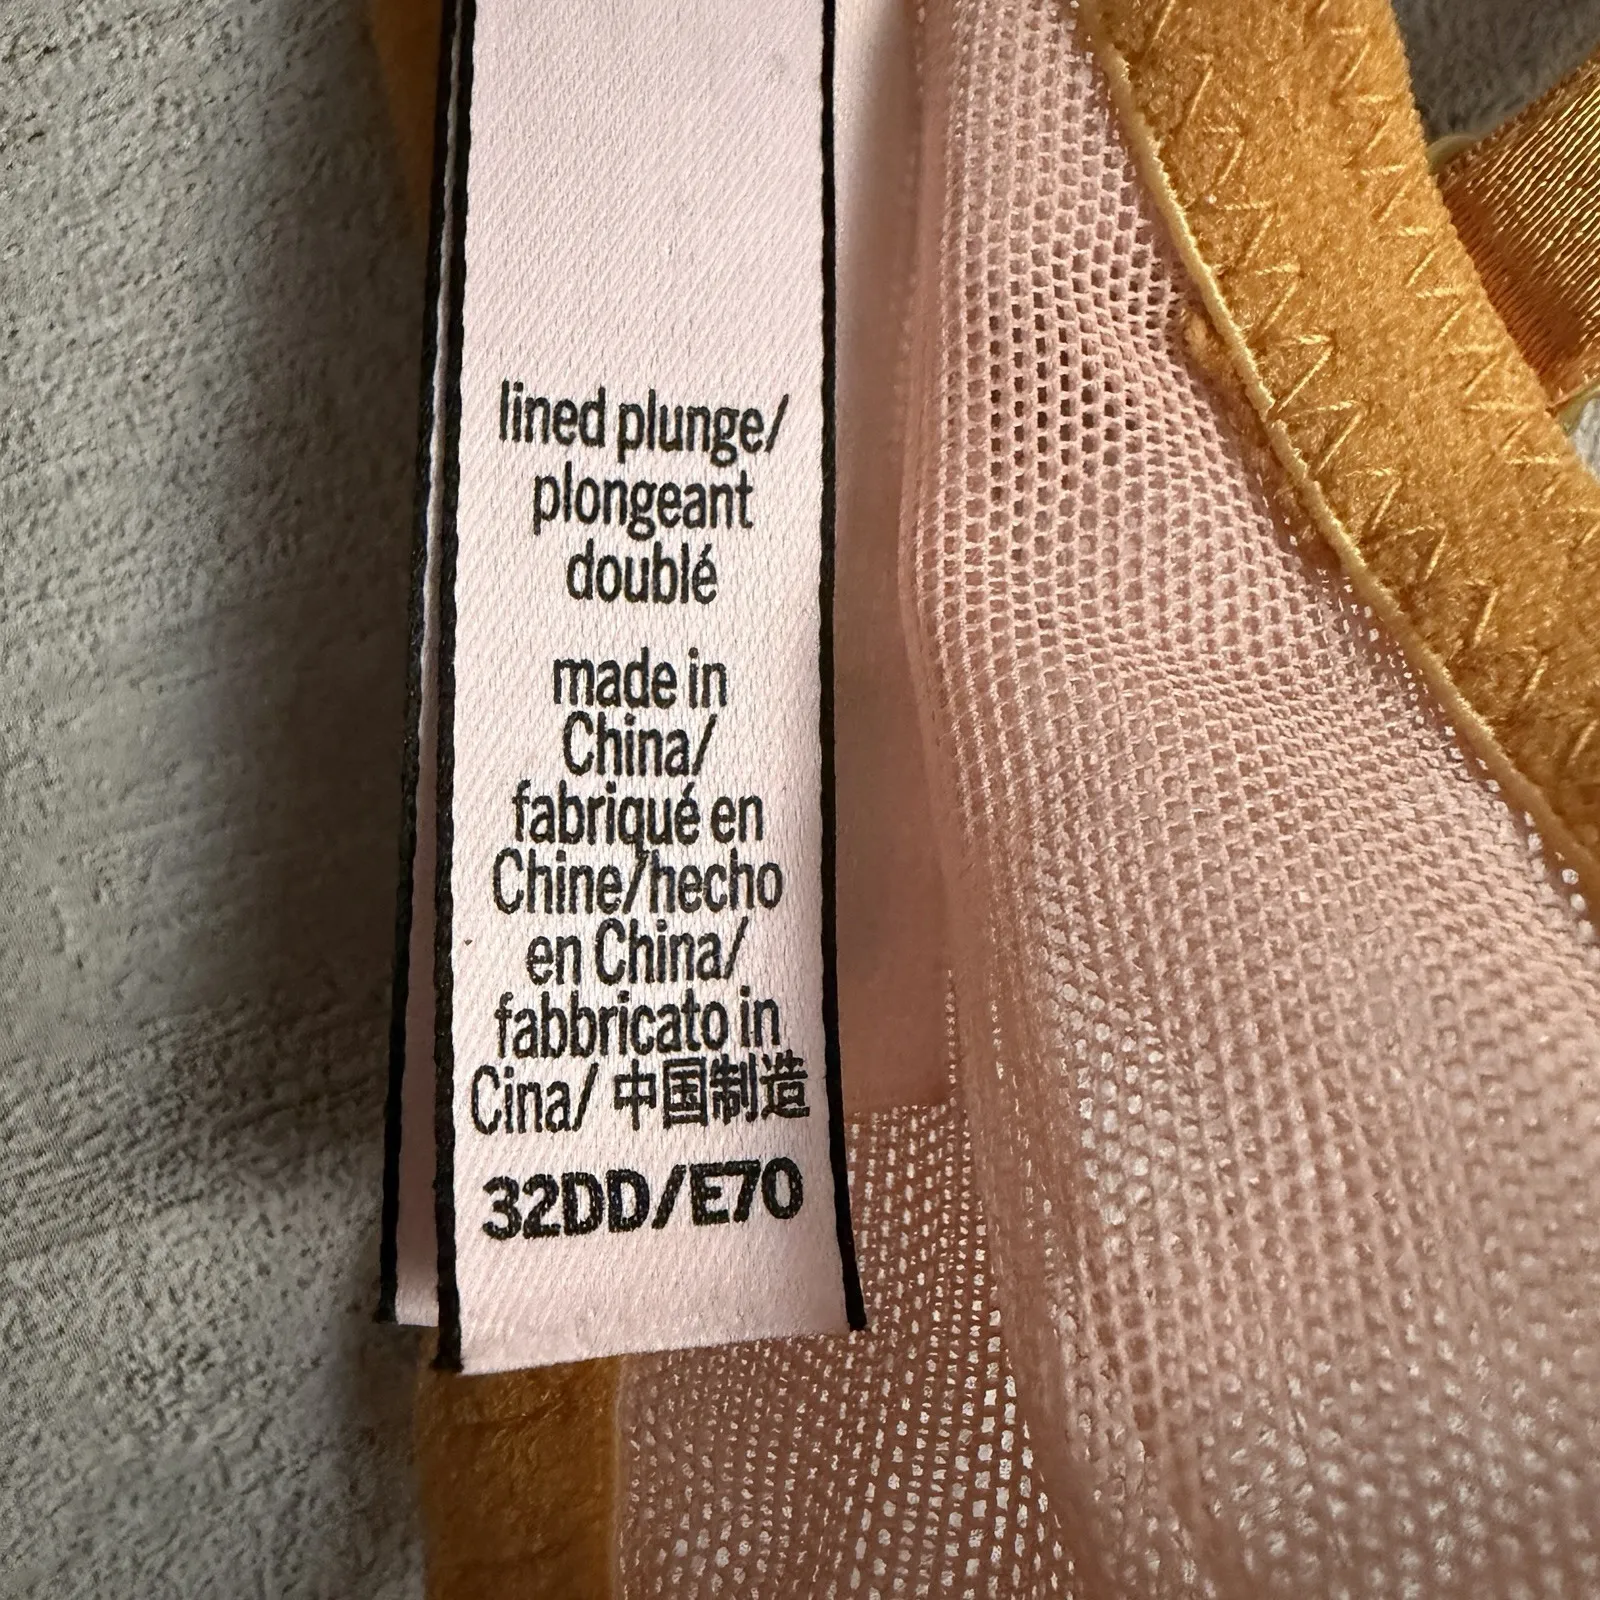 lined plunge/
plongeant
doublé
made in
China/
fabriqué en
Chine/hecho
en China/
fabbricato in
Cina/ 中国制造
32DD/E70